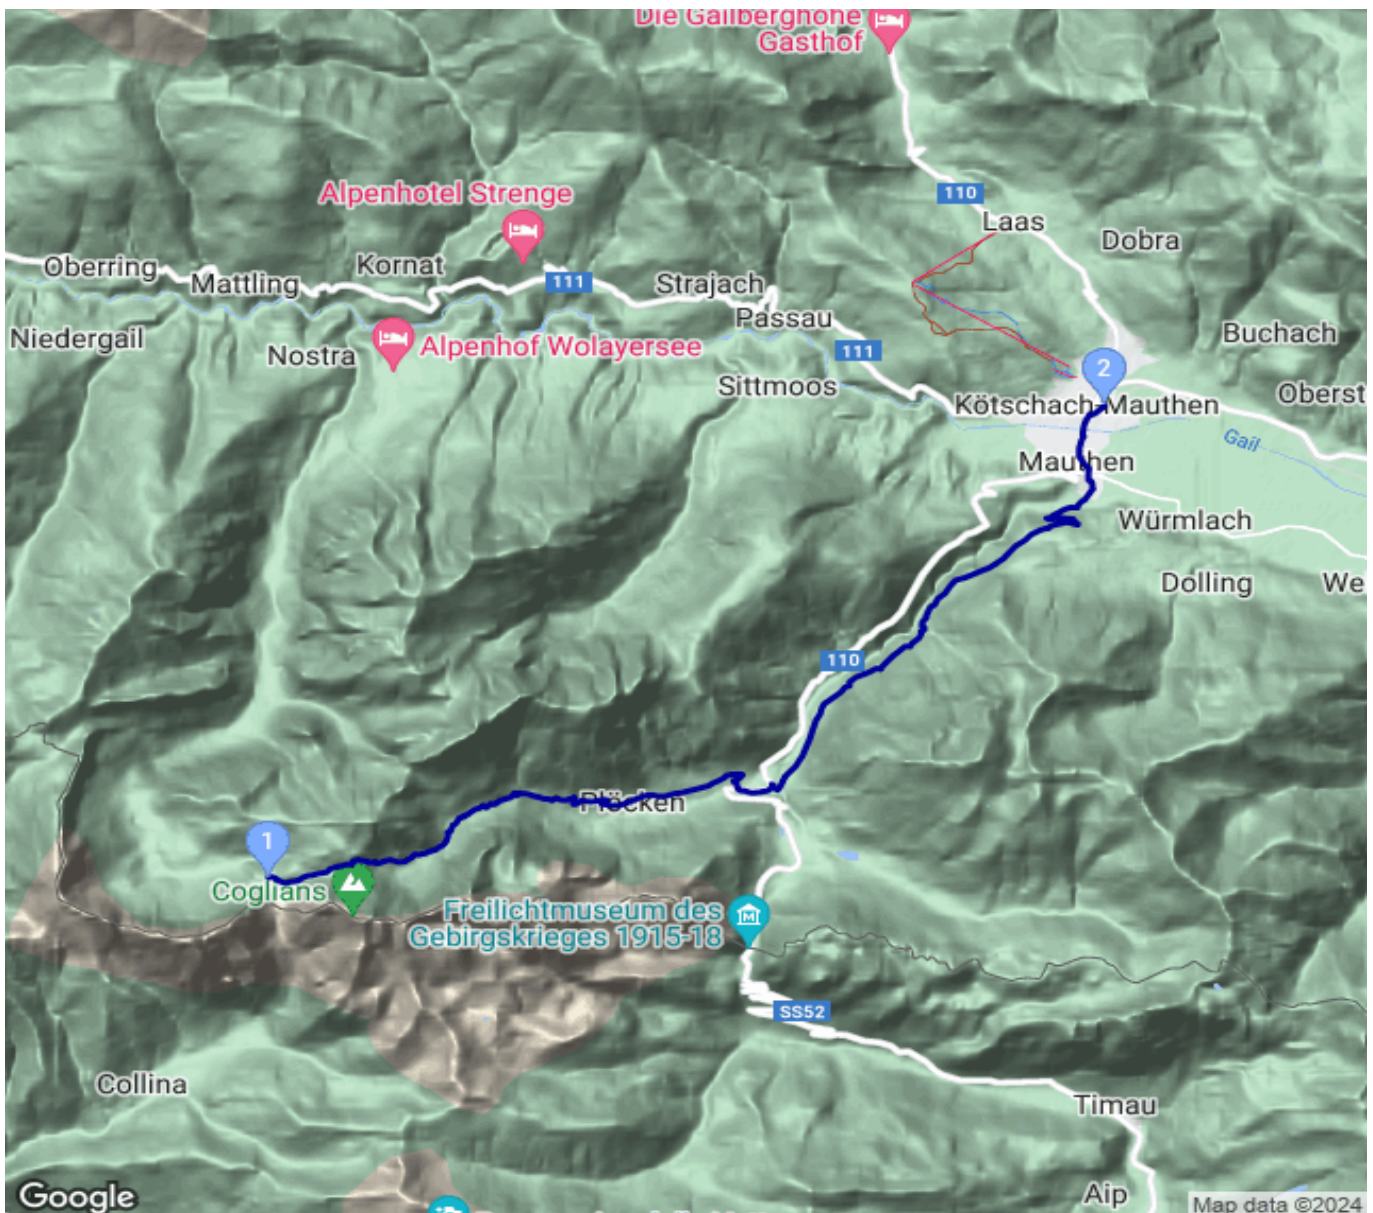 Die Gailberghöhe
Gasthof
110
Laas
Dobra
Alpenhotel Strenge
Oberring
Mattling
Kornat
111
Strajach
Passau
Niedergail
Nostra
Alpenhof Wolayersee
111
Buchach
Sittmoos
2
Kötschach-Mauthen
Oberst
Gail
Mauthen
Würmlach
Dolling
We
110
Plöcken
1
Coglians
Freilichtmuseum des
Gebirgskrieges 1915-18
M
SS52
Collina
Timau
Aip
Google
Map data ©2024